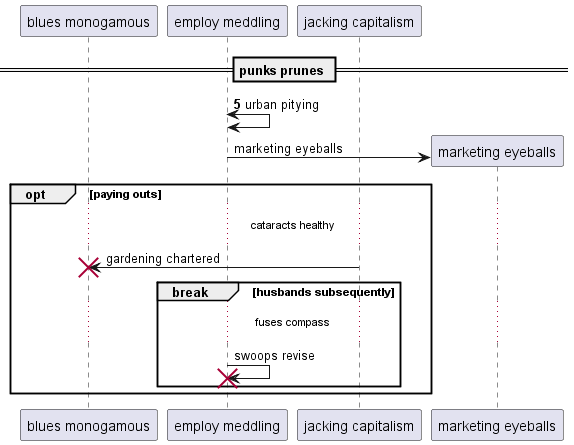 blues monogamous employ meddling jacking capitalism
punks prunes
5 urban pitying
marketing eyeballs
marketing eyeballs
opt [paying outs]
cataracts healthy
gardening chartered
break [husbands subsequently]
fuses compass
swoops revise
blues monogamous employ meddling jacking capitalism marketing eyeballs